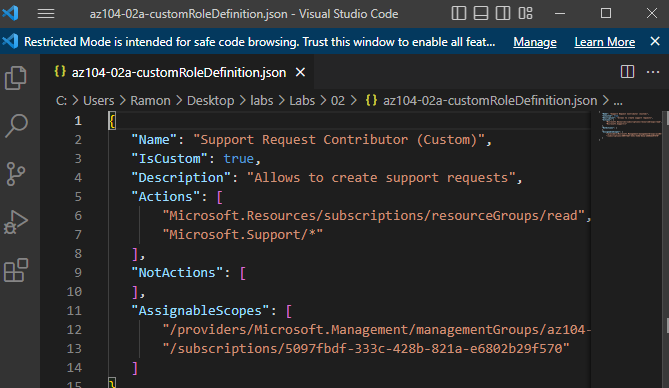 az104-02a-customRoleDefinition.json - Visual Studio Code
Restricted Mode is intended for safe code browsing. Trust this window to enable all feat... Manage Learn More
{} az104-02a-customRoleDefinition.json ×
C: > Users > Ramon > Desktop > labs > Labs > 02 > {} az104-02a-customRoleDefinition.json > ...
1 {
2 "Name": "Support Request Contributor (Custom)",
3 "IsCustom": true,
4 "Description": "Allows to create support requests",
5 "Actions": [
6 "Microsoft.Resources/subscriptions/resourceGroups/read",
7 "Microsoft.Support/*"
8 ],
9 "NotActions": [
10 ],
11 "AssignableScopes": [
12 "/providers/Microsoft.Management/managementGroups/az104-
13 "/subscriptions/5097fbdf-333c-428b-821a-e6802b29f570"
14 ]
15 }